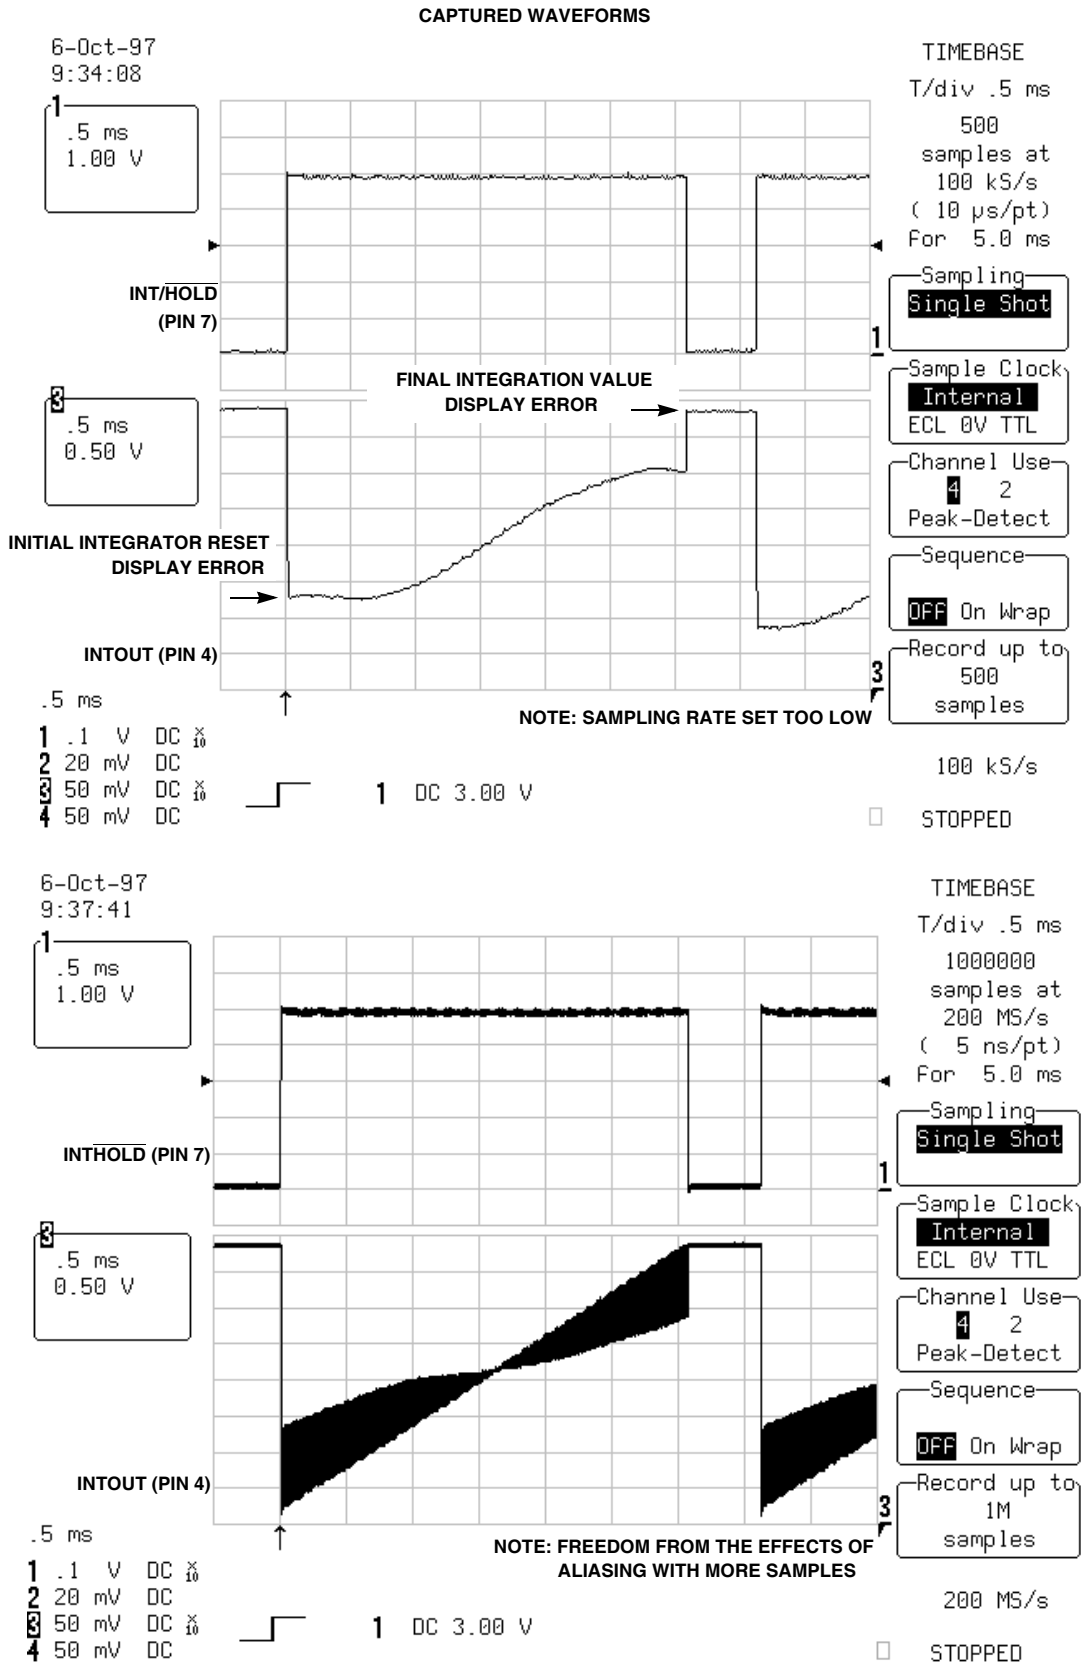 CAPTURED WAVEFORMS
6-Oct-97
9:34:08
1
.5 ms
1.00 V
INT/HOLD
(PIN 7)
1
3
.5 ms
0.50 V
FINAL INTEGRATION VALUE
DISPLAY ERROR
INITIAL INTEGRATOR RESET
DISPLAY ERROR
INTOUT (PIN 4)
3
NOTE: SAMPLING RATE SET TOO LOW
.5 ms
1 .1 V DC X10
2 20 mV DC
3 50 mV DC X10
4 50 mV DC
1 DC 3.00 V
TIMEBASE
T/div .5 ms
500
samples at
100 kS/s
( 10 µs/pt)
for 5.0 ms
Sampling
Single Shot
Sample Clock
Internal
ECL 0V TTL
Channel Use
4 2
Peak-Detect
Sequence
OFF On Wrap
Record up to
500
samples
100 kS/s
STOPPED
6-Oct-97
9:37:41
1
.5 ms
1.00 V
INTHOLD (PIN 7)
1
3
.5 ms
0.50 V
INTOUT (PIN 4)
3
NOTE: FREEDOM FROM THE EFFECTS OF
ALIASING WITH MORE SAMPLES
.5 ms
1 .1 V DC X10
2 20 mV DC
3 50 mV DC X10
4 50 mV DC
1 DC 3.00 V
TIMEBASE
T/div .5 ms
1000000
samples at
200 MS/s
( 5 ns/pt)
for 5.0 ms
Sampling
Single Shot
Sample Clock
Internal
ECL 0V TTL
Channel Use
4 2
Peak-Detect
Sequence
OFF On Wrap
Record up to
1M
samples
200 MS/s
STOPPED